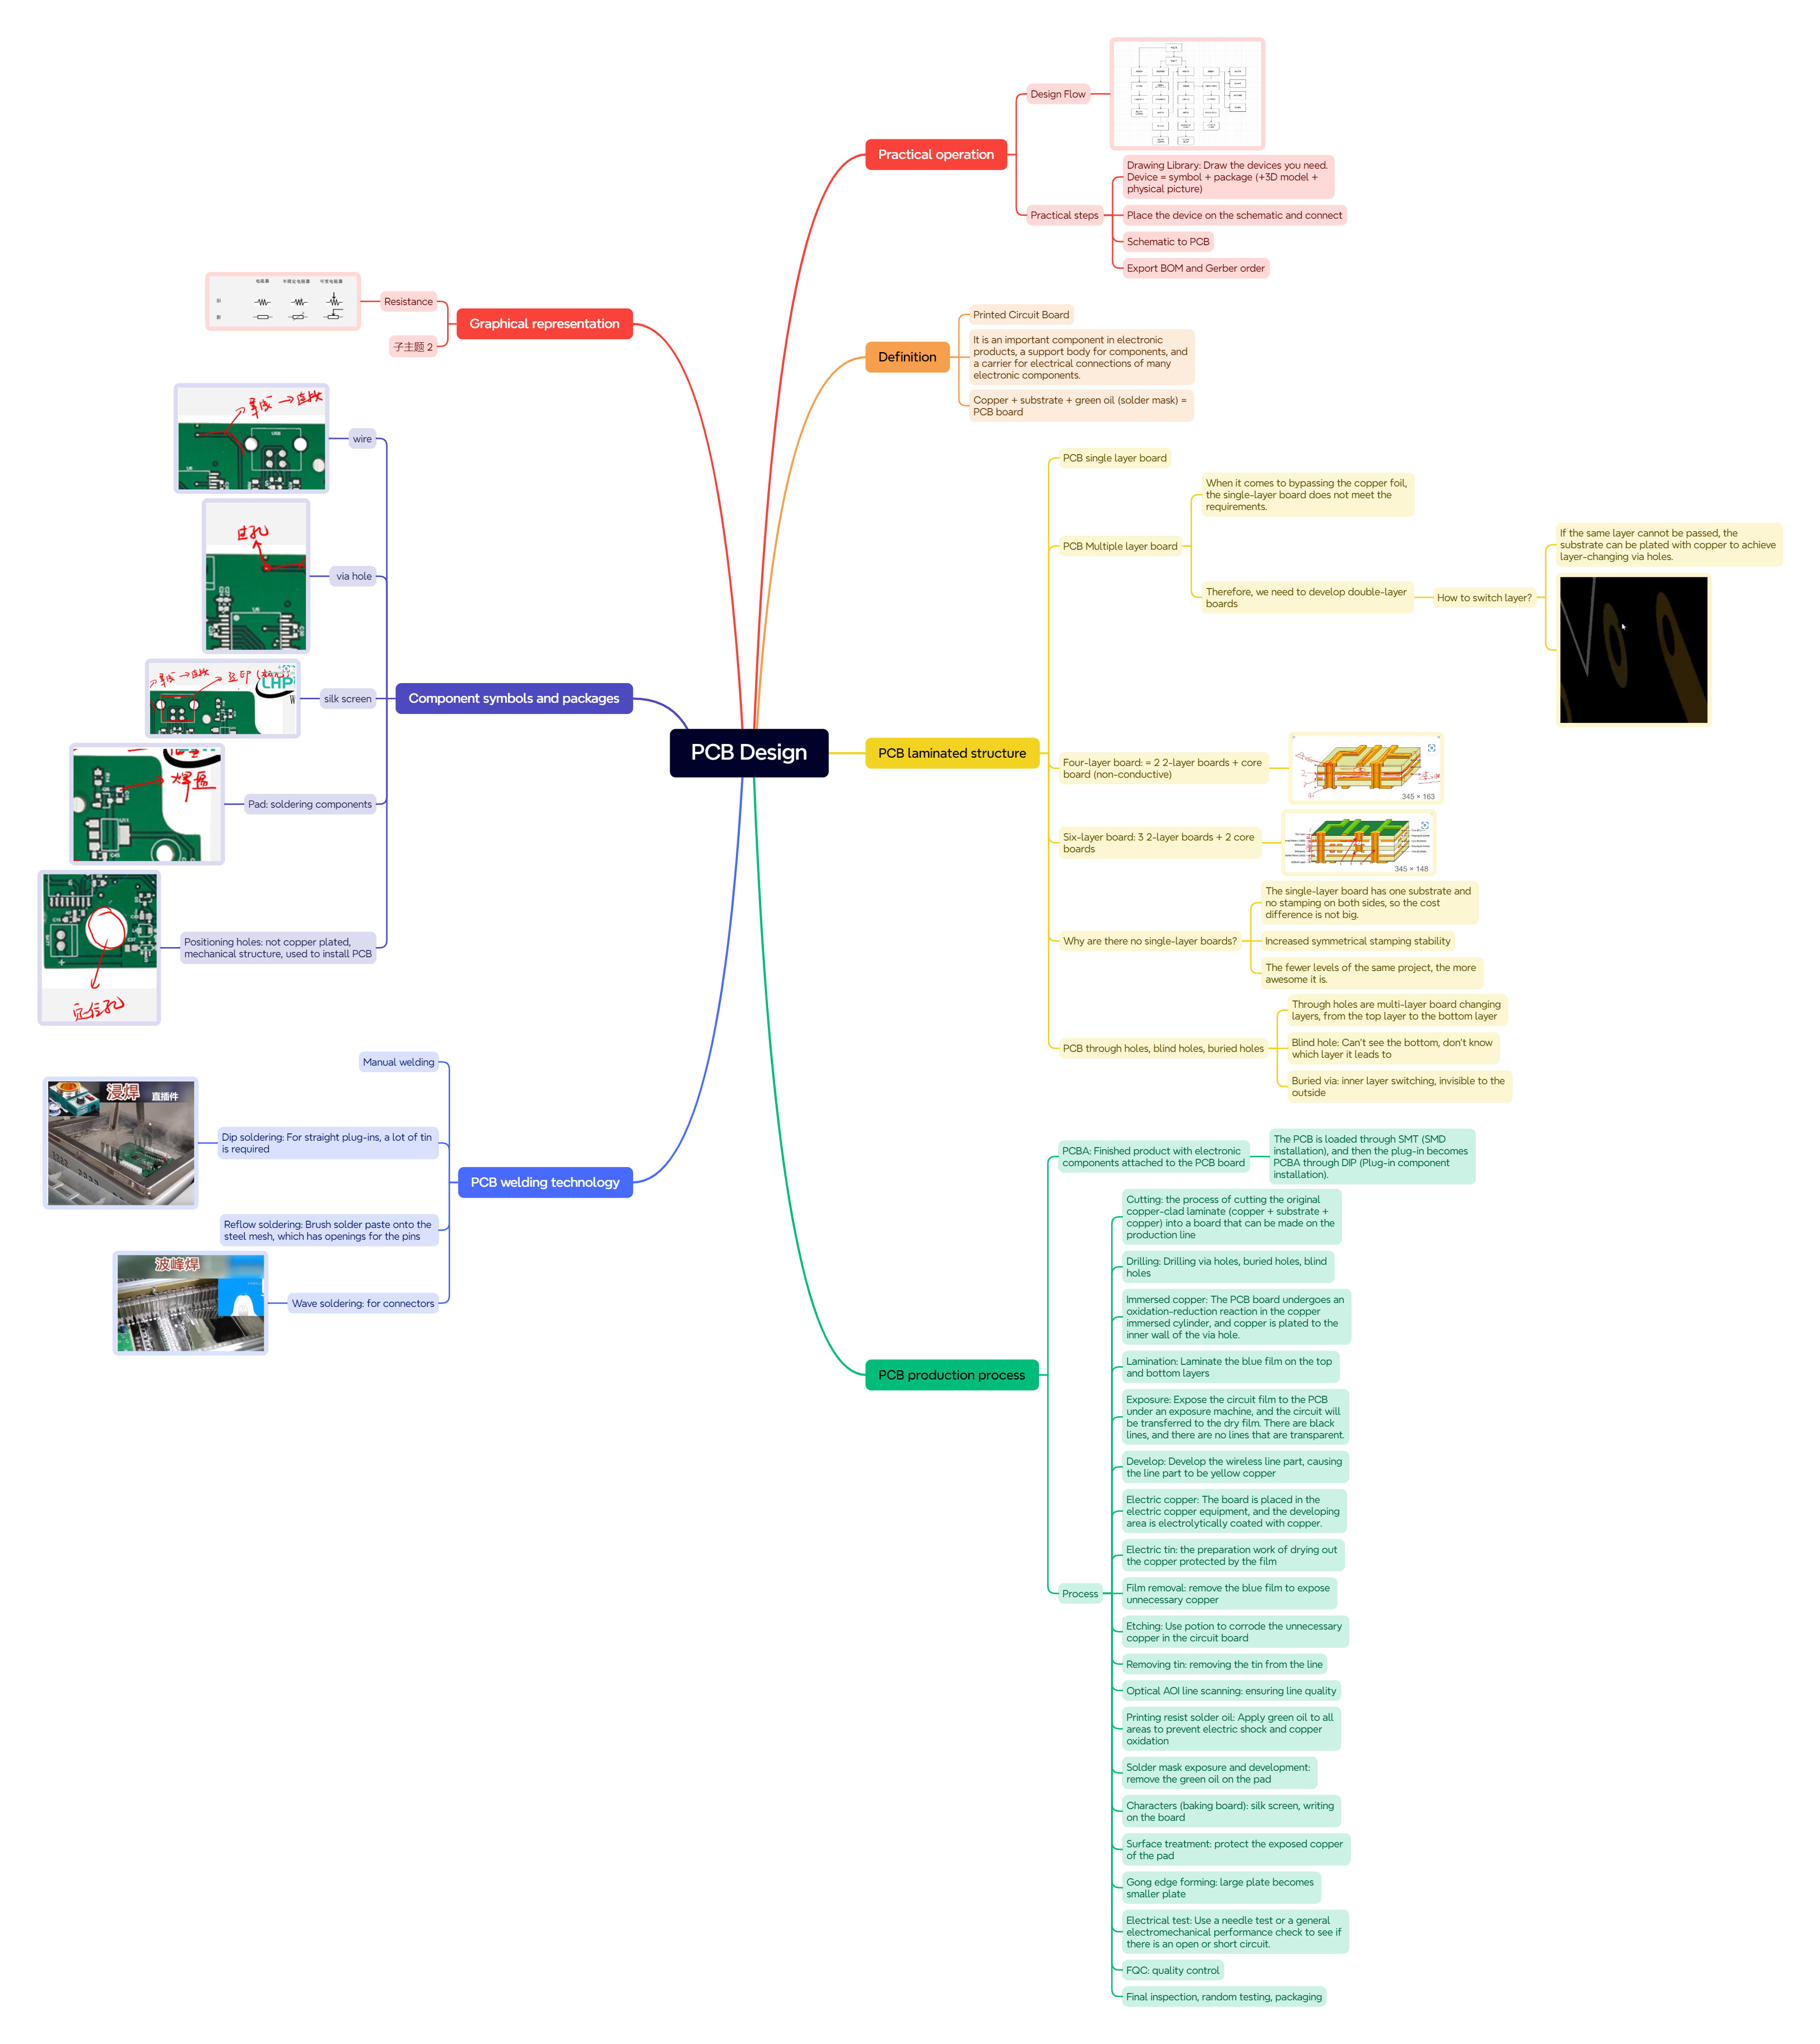 PCB Design
Practical operation
Design Flow
Practical steps
Drawing Library: Draw the devices you need.
Device = symbol + package (+3D model +
physical picture)
Place the device on the schematic and connect
Schematic to PCB
Export BOM and Gerber order
Definition
Printed Circuit Board
It is an important component in electronic
products, a support body for components, and
a carrier for electrical connections of many
electronic components.
Copper + substrate + green oil (solder mask) =
PCB board
PCB laminated structure
PCB single layer board
PCB Multiple layer board
When it comes to bypassing the copper foil,
the single-layer board does not meet the
requirements.
Therefore, we need to develop double-layer
boards
How to switch layer?
If the same layer cannot be passed, the
substrate can be plated with copper to achieve
layer-changing via holes.
Four-layer board: = 2 2-layer boards + core
board (non-conductive)
345 × 163
Six-layer board: 3 2-layer boards + 2 core
boards
345 × 148
Why are there no single-layer boards?
The single-layer board has one substrate and
no stamping on both sides, so the cost
difference is not big.
Increased symmetrical stamping stability
The fewer levels of the same project, the more
awesome it is.
PCB through holes, blind holes, buried holes
Through holes are multi-layer board changing
layers, from the top layer to the bottom layer
Blind hole: Can't see the bottom, don't know
which layer it leads to
Buried via: inner layer switching, invisible to the
outside
PCB production process
PCBA: Finished product with electronic
components attached to the PCB board
The PCB is loaded through SMT (SMD
installation), and then the plug-in becomes
PCBA through DIP (Plug-in component
installation).
Process
Cutting: the process of cutting the original
copper-clad laminate (copper + substrate +
copper) into a board that can be made on the
production line
Drilling: Drilling via holes, buried holes, blind
holes
Immersed copper: The PCB board undergoes an
oxidation-reduction reaction in the copper
immersed cylinder, and copper is plated to the
inner wall of the via hole.
Lamination: Laminate the blue film on the top
and bottom layers
Exposure: Expose the circuit film to the PCB
under an exposure machine, and the circuit will
be transferred to the dry film. There are black
lines, and there are no lines that are transparent.
Develop: Develop the wireless line part, causing
the line part to be yellow copper
Electric copper: The board is placed in the
electric copper equipment, and the developing
area is electrolytically coated with copper.
Electric tin: the preparation work of drying out
the copper protected by the film
Film removal: remove the blue film to expose
unnecessary copper
Etching: Use potion to corrode the unnecessary
copper in the circuit board
Removing tin: removing the tin from the line
Optical AOI line scanning: ensuring line quality
Printing resist solder oil: Apply green oil to all
areas to prevent electric shock and copper
oxidation
Solder mask exposure and development:
remove the green oil on the pad
Characters (baking board): silk screen, writing
on the board
Surface treatment: protect the exposed copper
of the pad
Gong edge forming: large plate becomes
smaller plate
Electrical test: Use a needle test or a general
electromechanical performance check to see if
there is an open or short circuit.
FQC: quality control
Final inspection, random testing, packaging
Graphical representation
Resistance
电阻器
可变电阻器
子主题 2
Component symbols and packages
wire
导线→连线
USB
U6
via hole
过孔
U6
silk screen
导线→连线
丝印
LHP
Pad: soldering components
焊盘
Positioning holes: not copper plated,
mechanical structure, used to install PCB
定位孔
PCB welding technology
Manual welding
Dip soldering: For straight plug-ins, a lot of tin
is required
浸焊
直插件
Reflow soldering: Brush solder paste onto the
steel mesh, which has openings for the pins
Wave soldering: for connectors
波峰焊